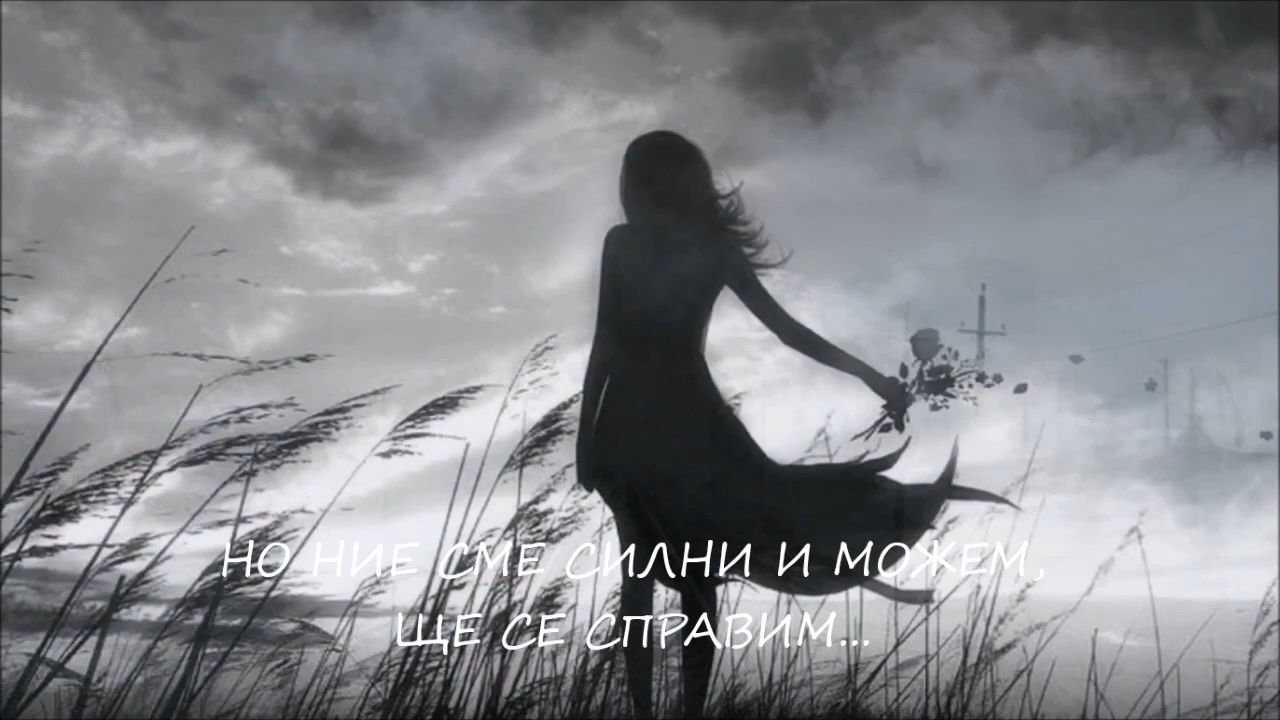 НО НИЕ СМЕ СИЛНИ И МОЖЕМ,
ЩЕ СЕ СПРАВИМ...